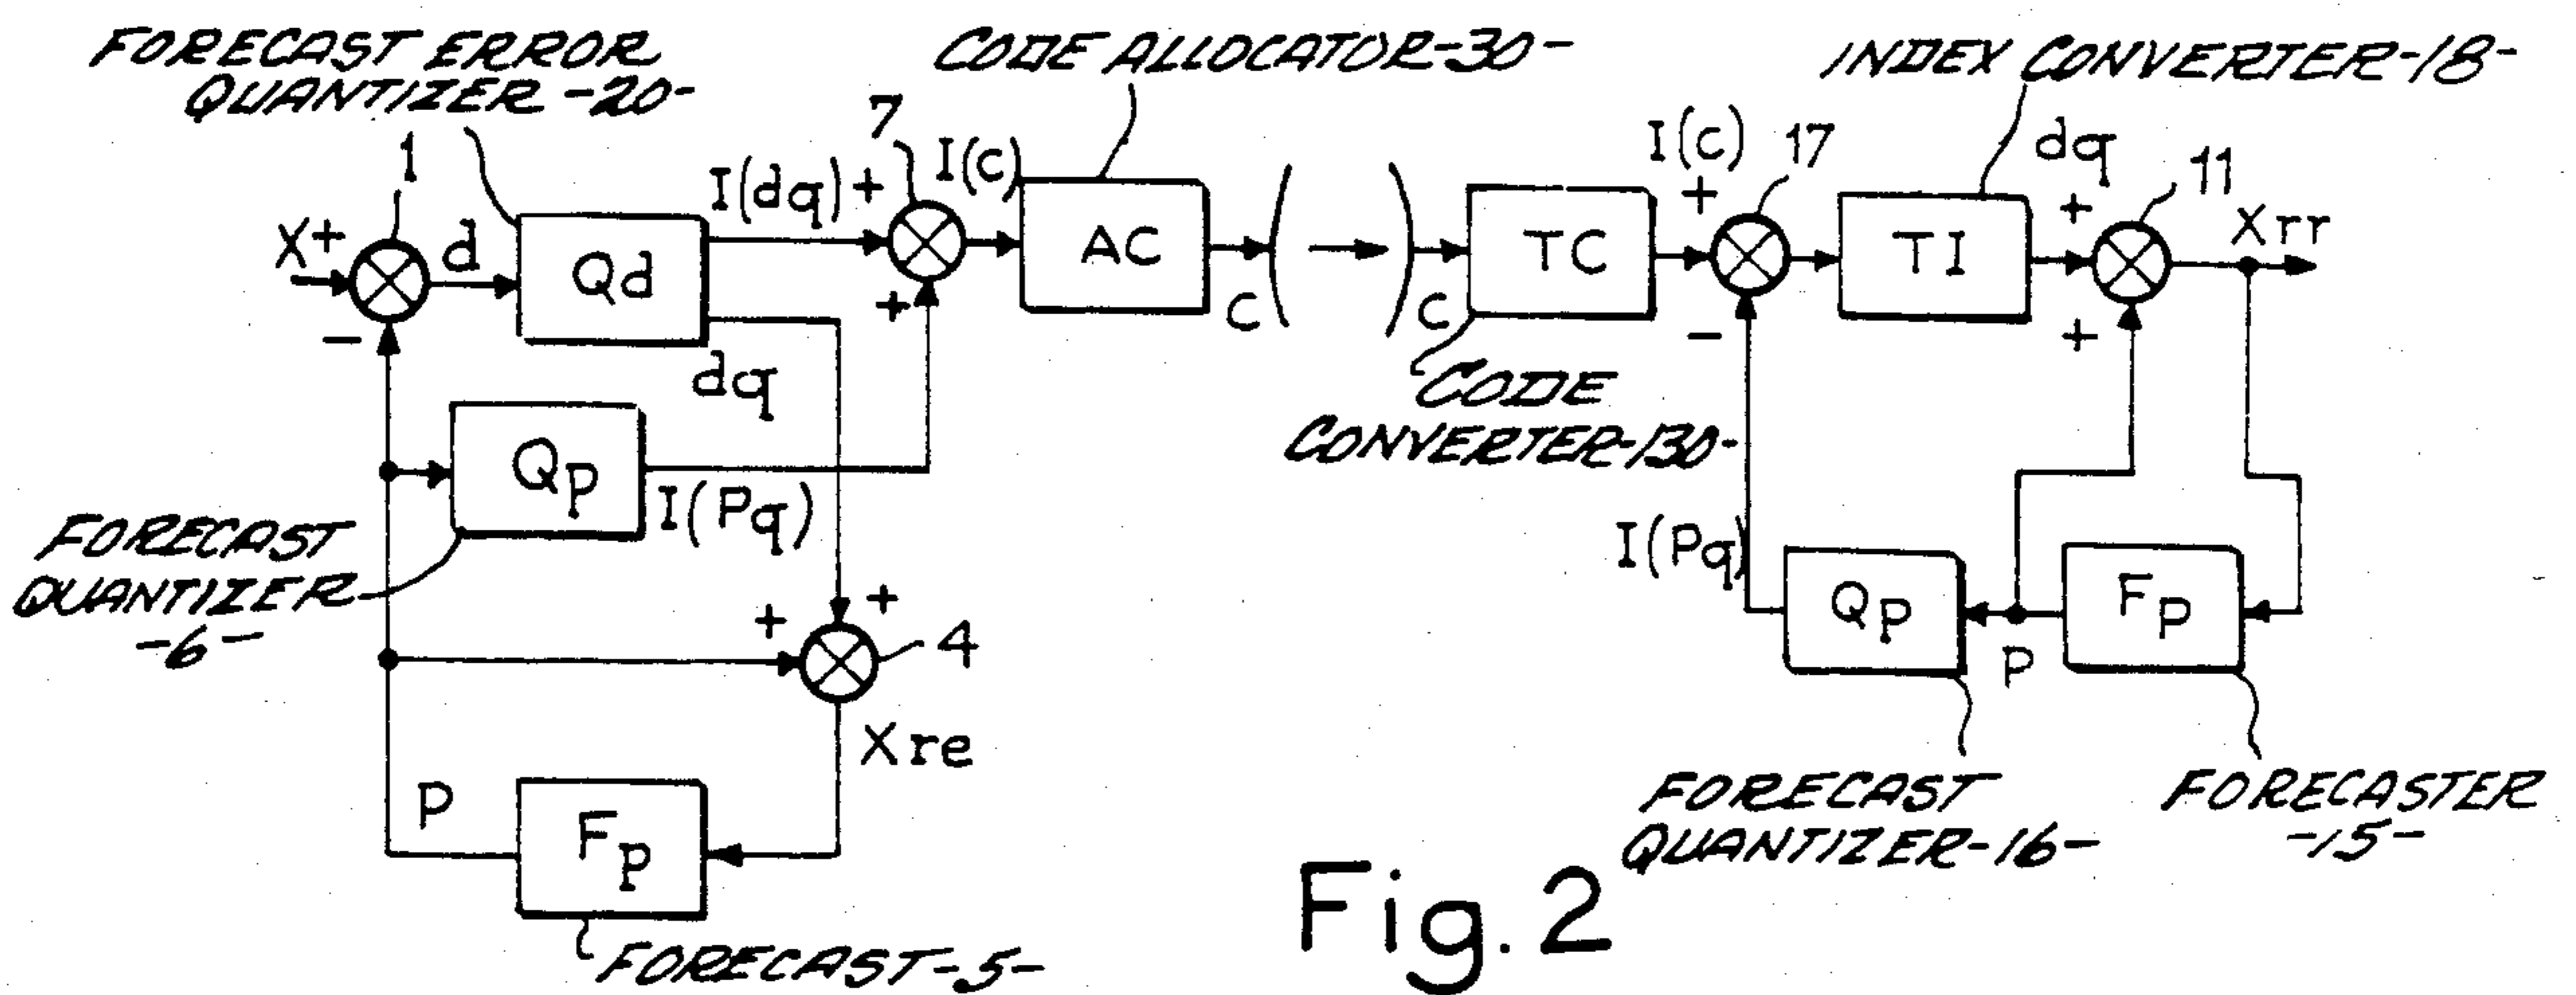 FORECAST ERROR
QUANTIZER -20-
CODE ALLOCATOR-30-
INDEX CONVERTER-18-
1
7
I(c)
I(c)
17
dq
11
X+
d
Qd
I(dq)+
+
AC
C
(
)
C
TC
+
-
TI
+
+
Xrr
-
dq
Qp
I(Pq)
CODE
CONVERTER-130-
FORECAST
QUANTIZER
-6-
I(Pq)
Qp
P
Fp
+
+
4
Xre
P
Fp
FORECAST-5-
FORECAST
QUANTIZER-16-
FORECASTER
-15-
Fig. 2